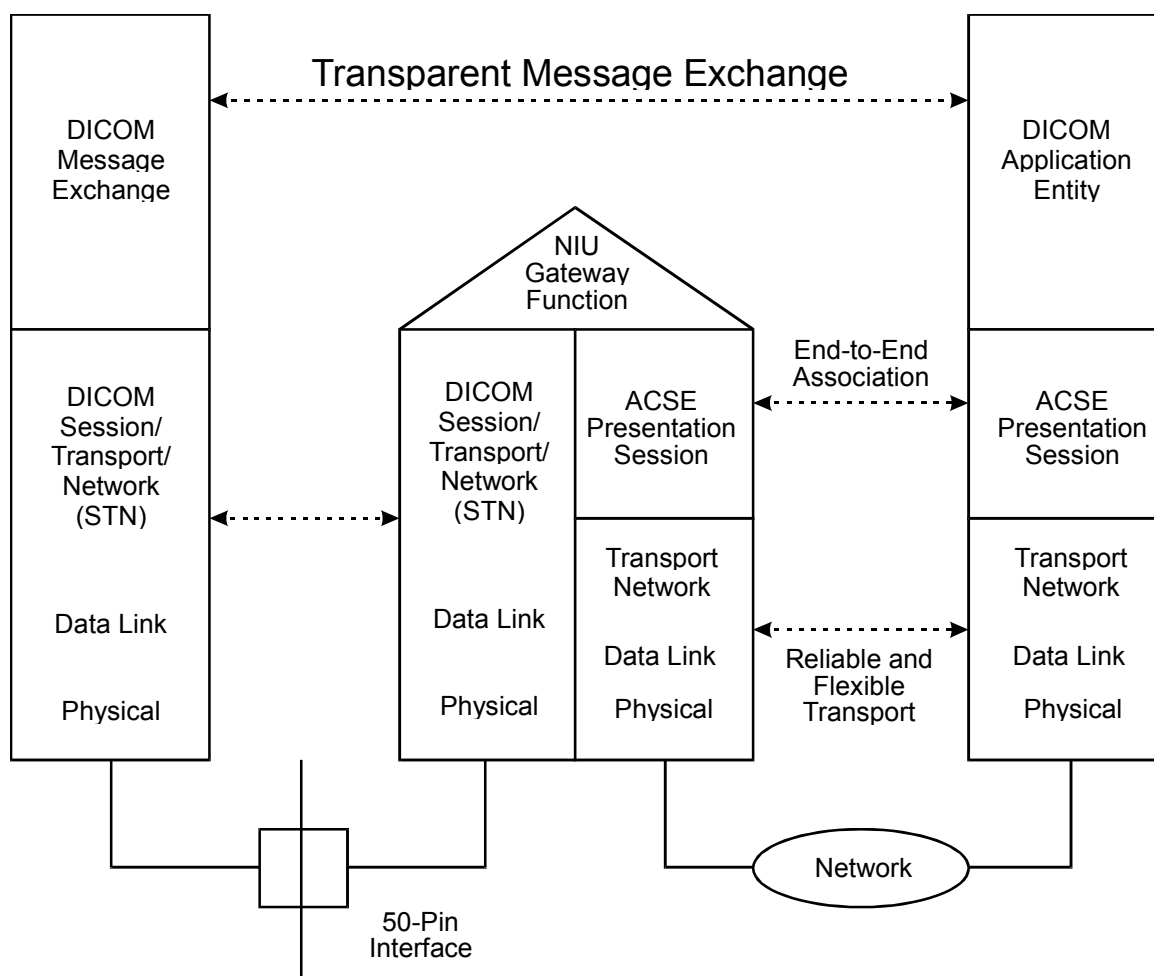 Transparent Message Exchange
DICOM
Message
Exchange
DICOM
Application
Entity
NIU
Gateway
Function
DICOM
Session/
Transport/
Network
(STN)
Data Link
Physical
DICOM
Session/
Transport/
Network
(STN)
Data Link
Physical
ACSE
Presentation
Session
Transport
Network
Data Link
Physical
End-to-End
Association
Reliable and
Flexible
Transport
ACSE
Presentation
Session
Transport
Network
Data Link
Physical
50-Pin
Interface
Network